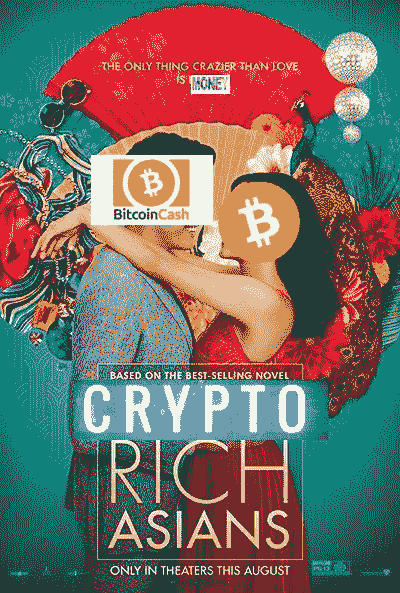 THE ONLY THING CRAZIER THAN LOVE
IS MONEY
BitcoinCash
BASED ON THE BEST-SELLING NOVEL
CRYPTO
RICH
ASIANS
ONLY IN THEATERS THIS AUGUST